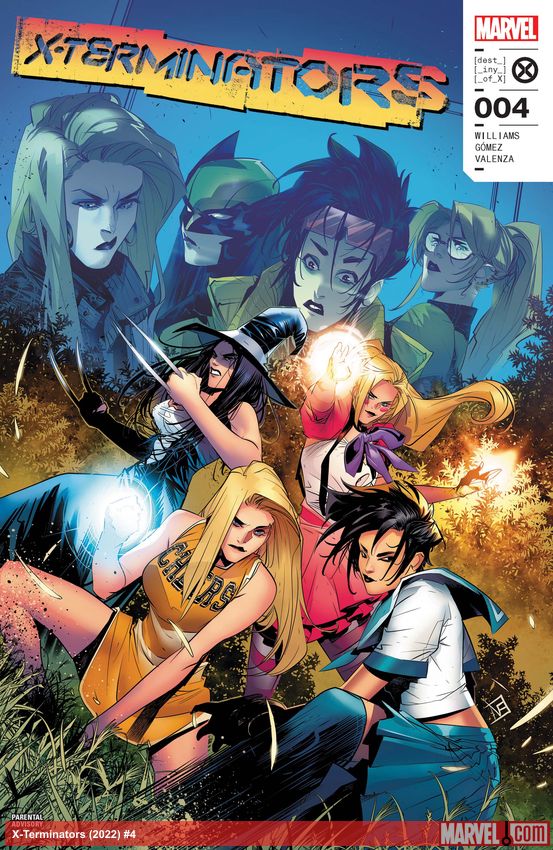 X-TERMINATORS
MARVEL
[dest_]
[_iny_]
[_of_X]
004
WILLIAMS
GÓMEZ
VALENZA
CHEERS
PARENTAL
ADVISORY
X-Terminators (2022) #4
MARVEL.com